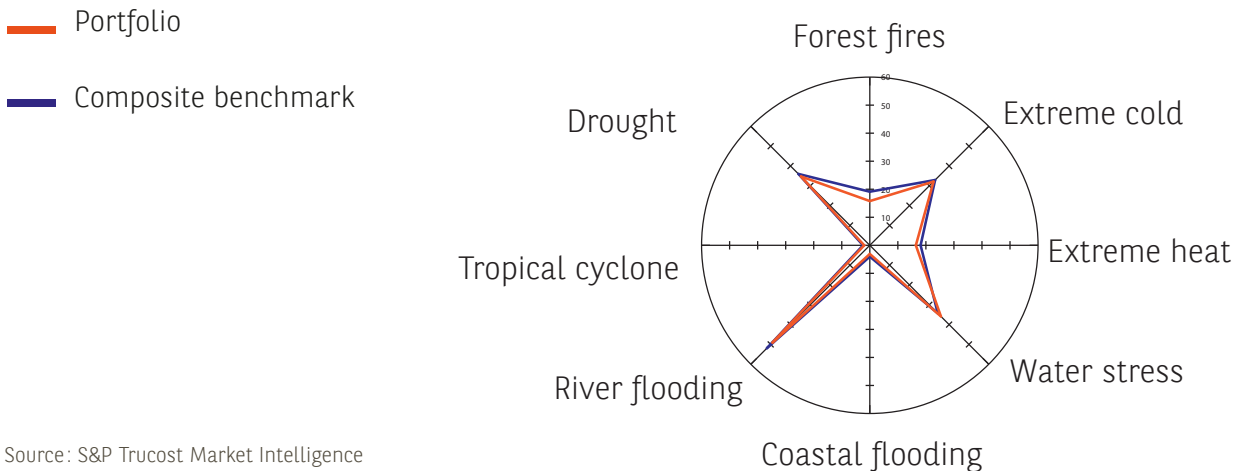 Portfolio
Composite benchmark
Forest fires
Extreme cold
Extreme heat
Water stress
Coastal flooding
River flooding
Tropical cyclone
Drought
60
50
40
30
20
10
Source: S&P Trucost Market Intelligence